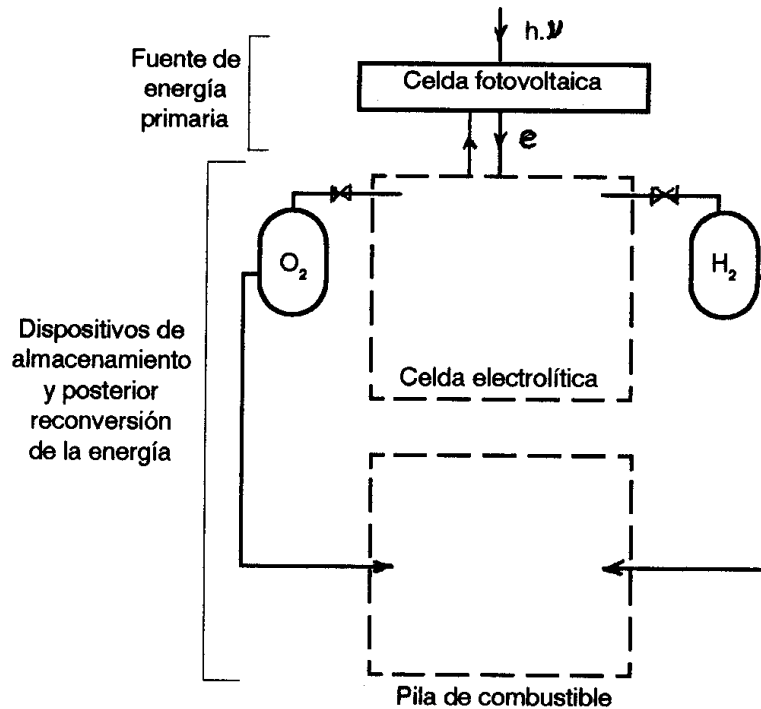 h.ν
Fuente de
energía
primaria
Celda fotovoltaica
e
O₂
H₂
Dispositivos de
almacenamiento
y posterior
reconversión
de la energía
Celda electrolítica
Pila de combustible